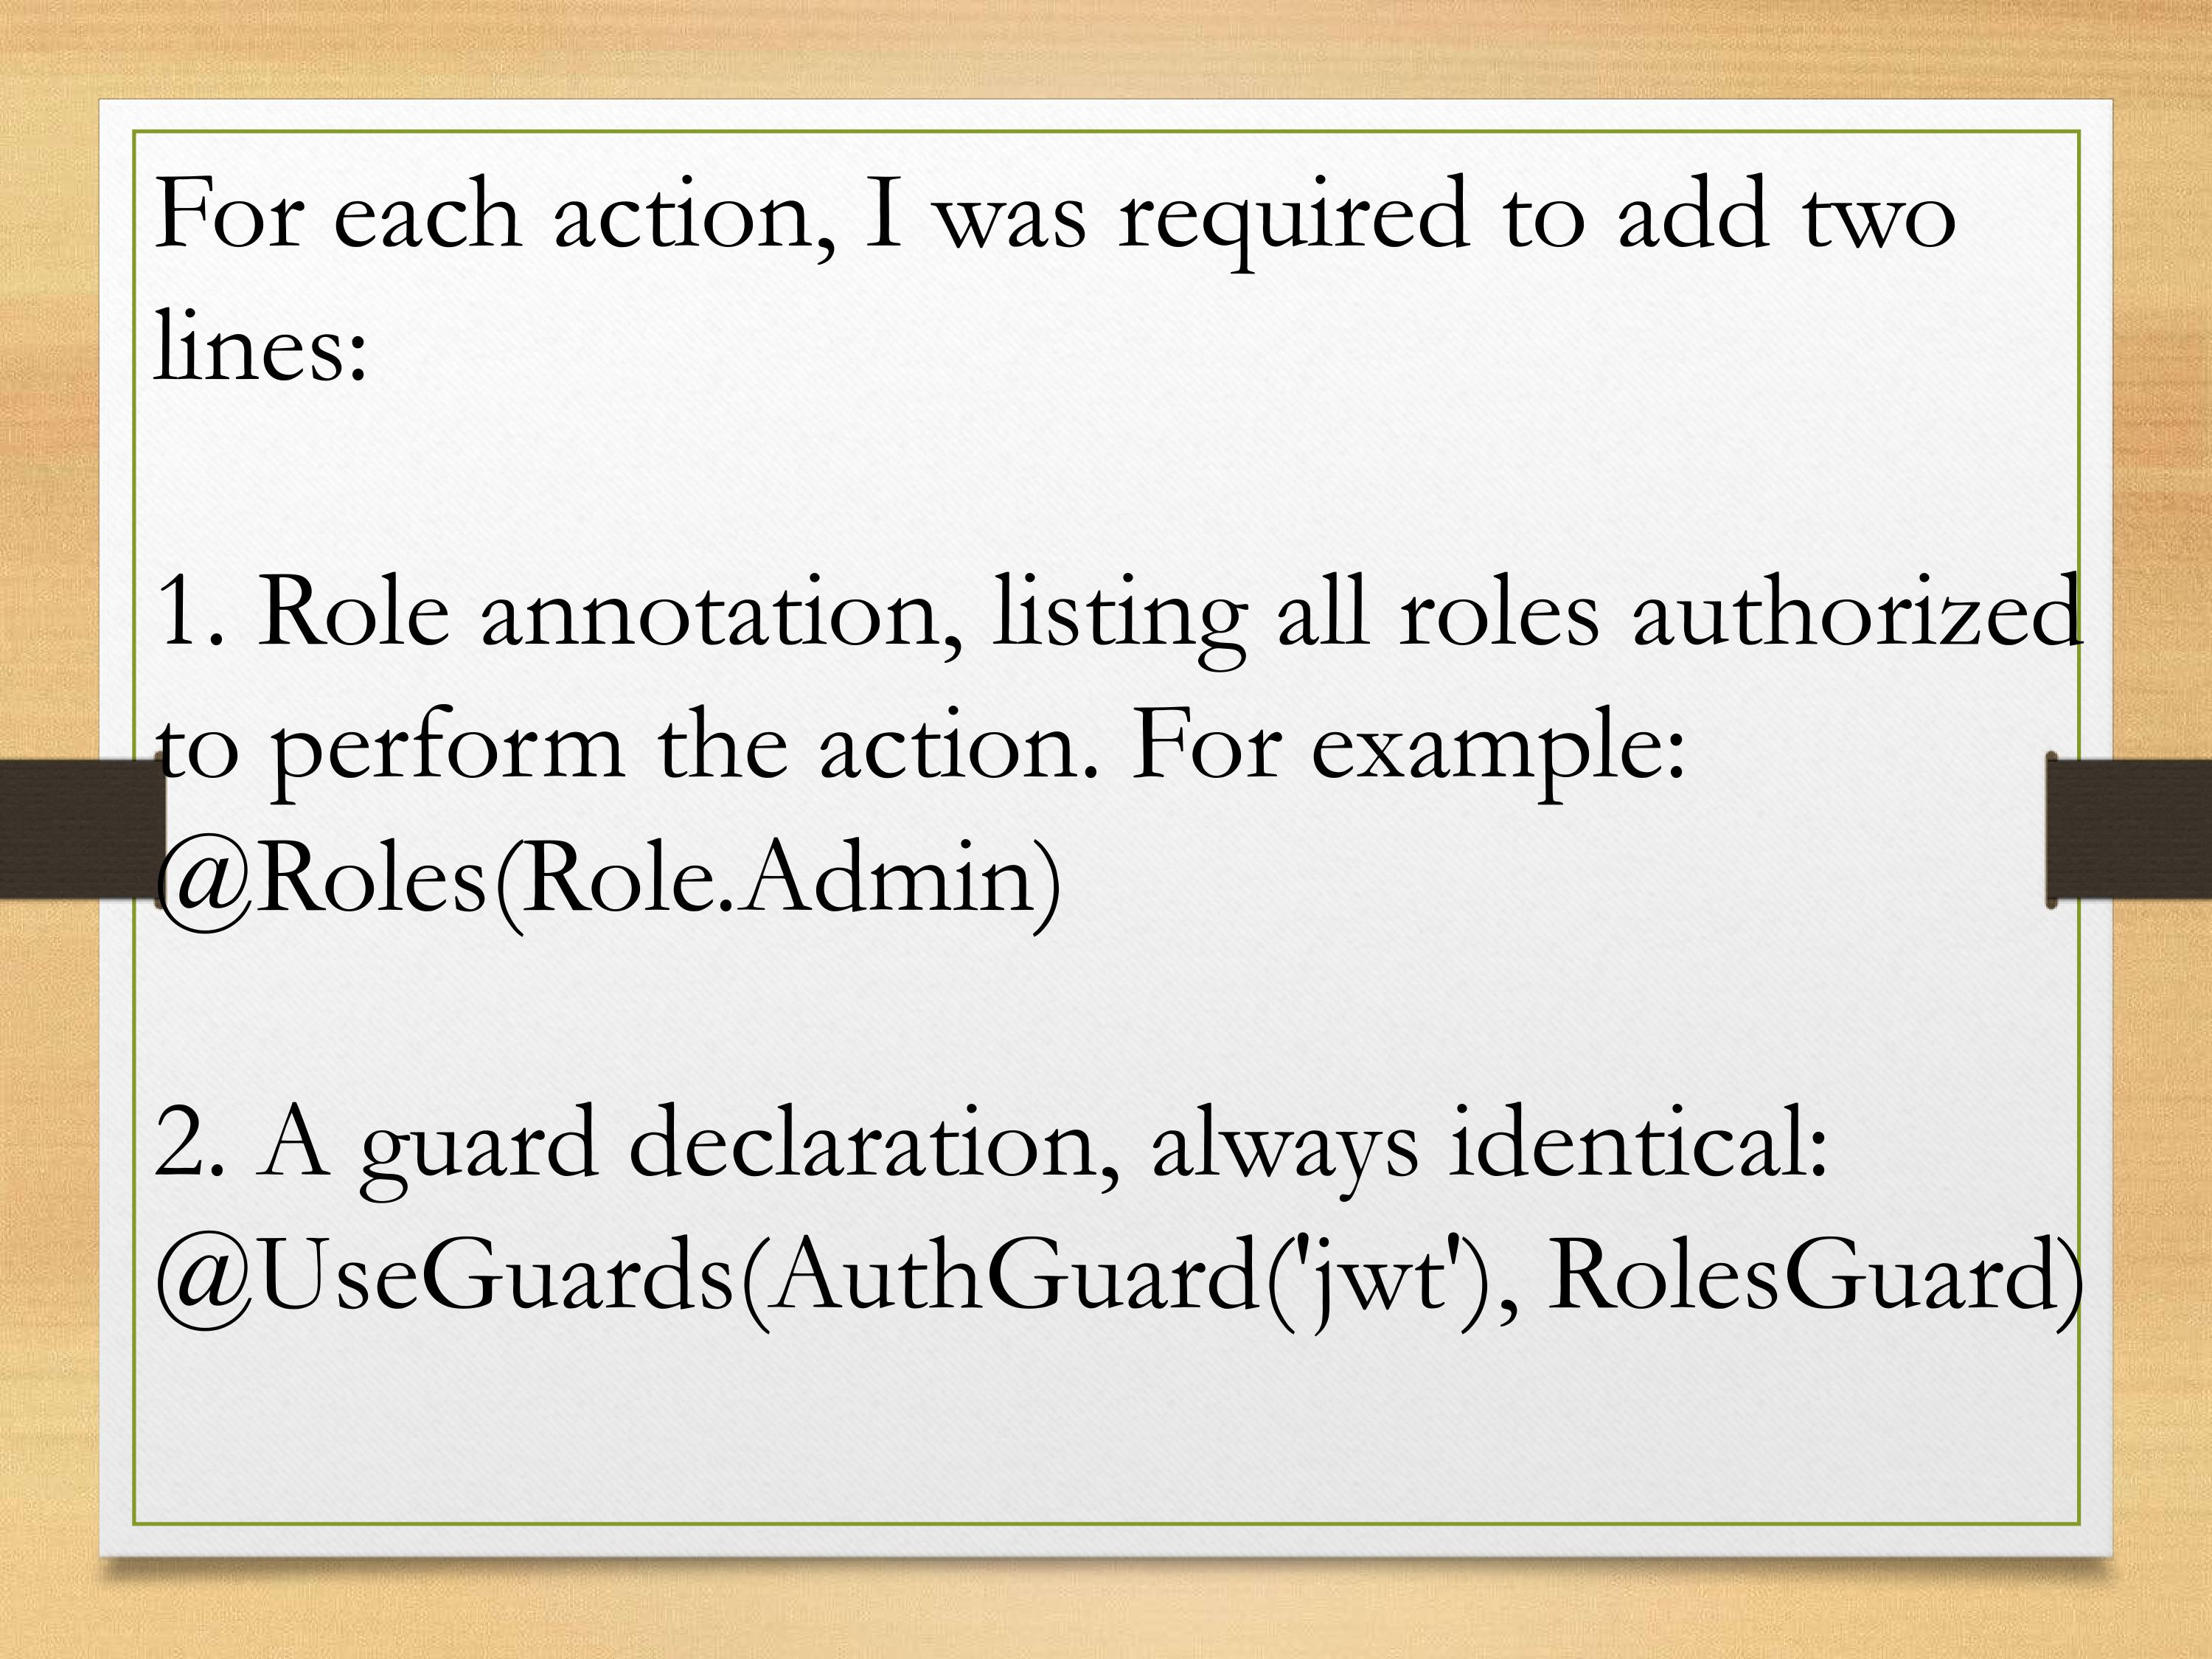 For each action, I was required to add two
lines:
1. Role annotation, listing all roles authorized
to perform the action. For example:
@Roles(Role.Admin)
2. A guard declaration, always identical:
@UseGuards(AuthGuard('jwt'), RolesGuard)